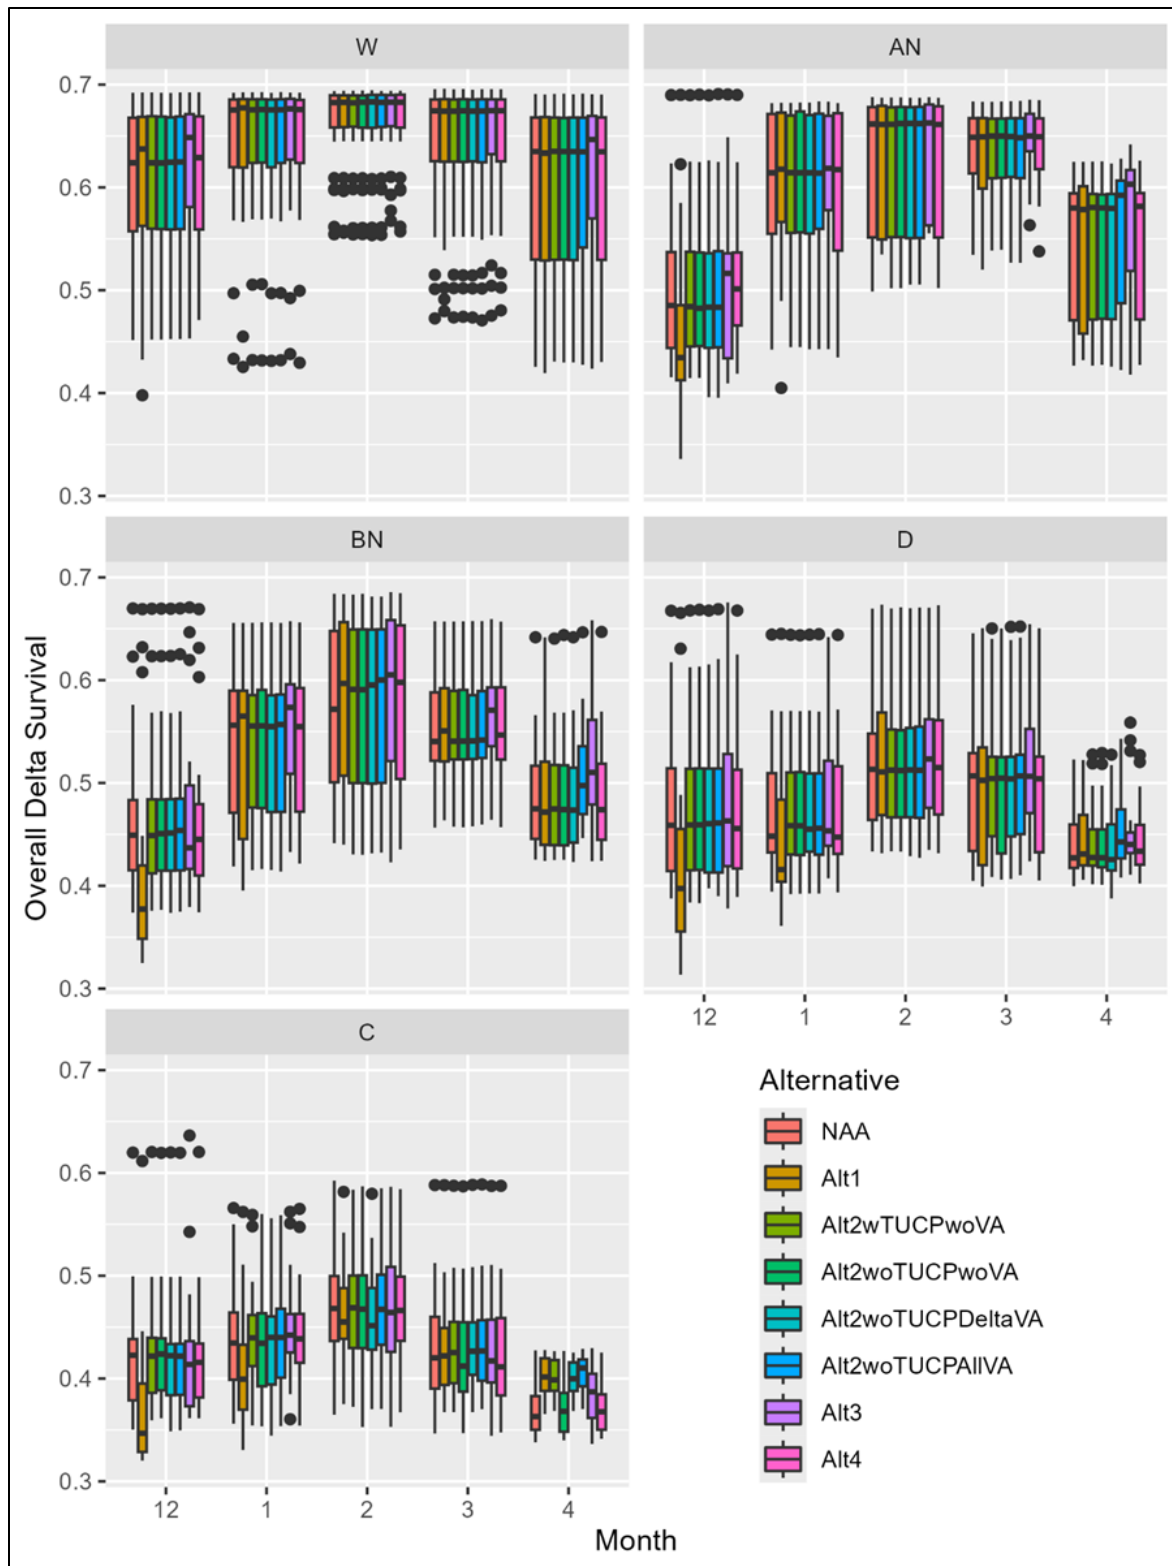 W
AN
0.7
0.6
0.5
0.4
0.3
BN
D
0.7
0.6
0.5
0.4
0.3
12 1 2 3 4
C
0.7
0.6
0.5
0.4
0.3
12 1 2 3 4
Overall Delta Survival
Month
Alternative
NAA
Alt1
Alt2wTUCPwoVA
Alt2woTUCPwoVA
Alt2woTUCPDeltaVA
Alt2woTUCPAllVA
Alt3
Alt4